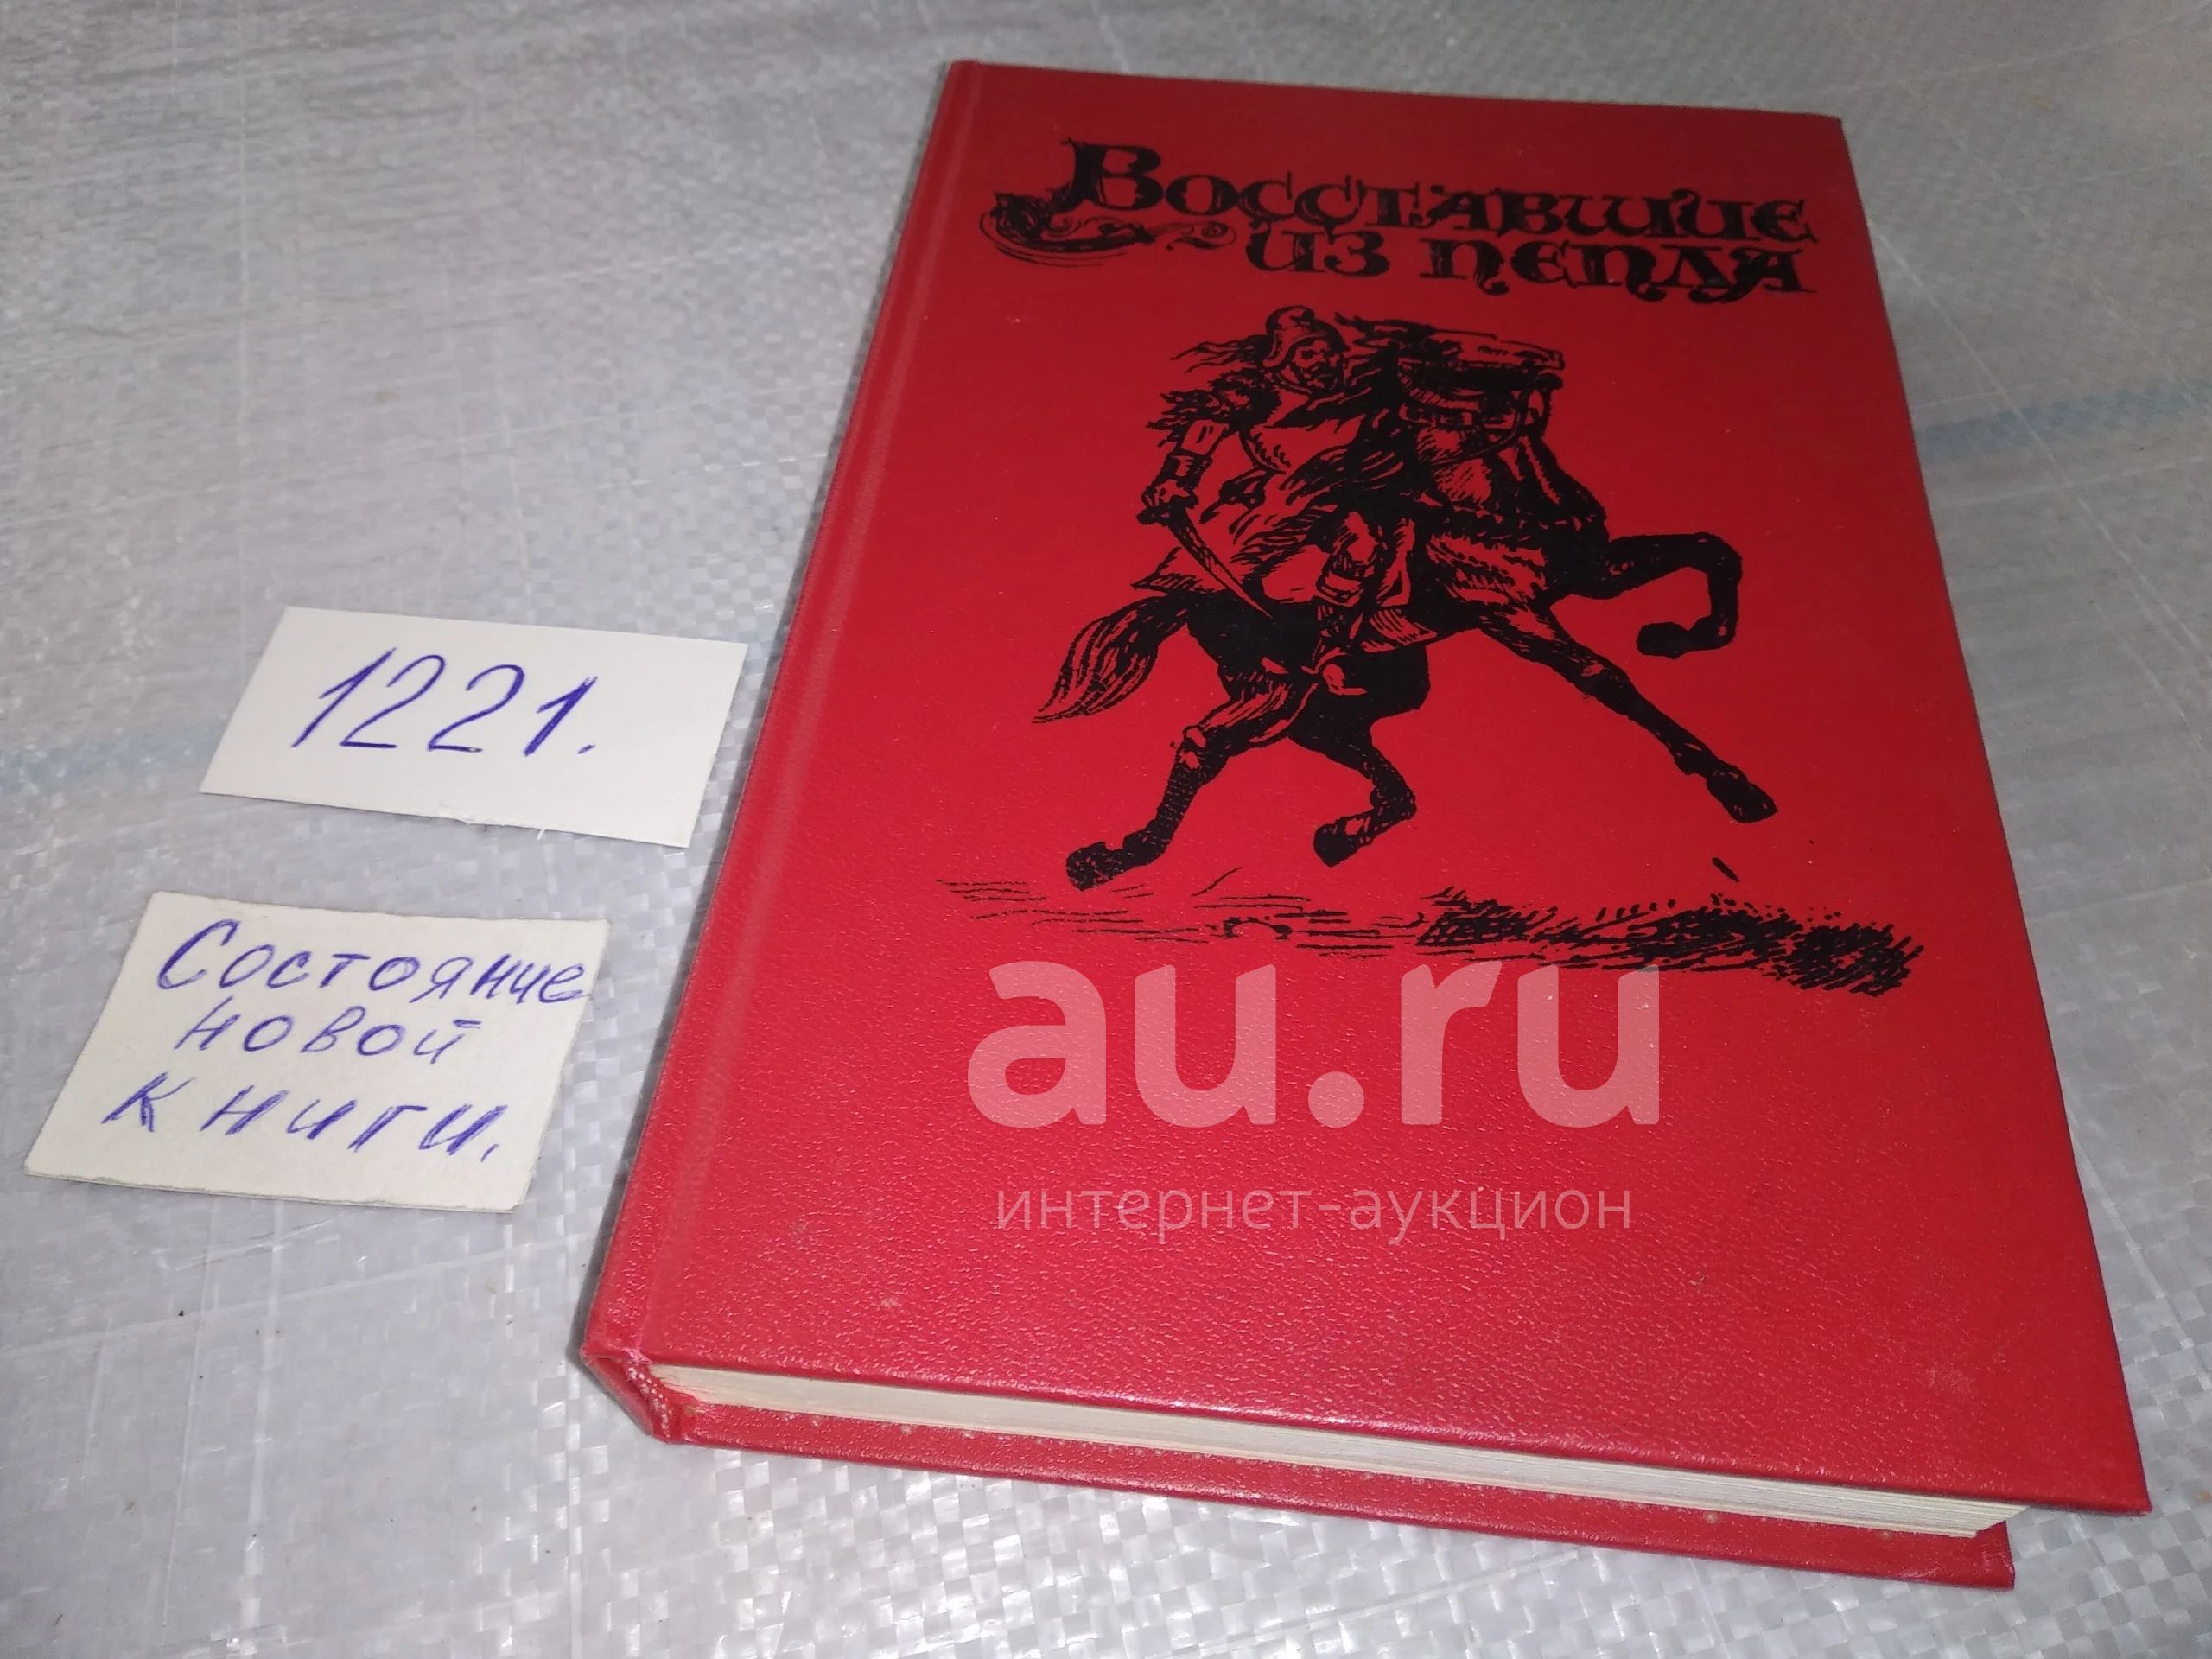 Восставшие
из пепла
1221.
Состояние
новой
книги.
au.ru
интернет-аукцион